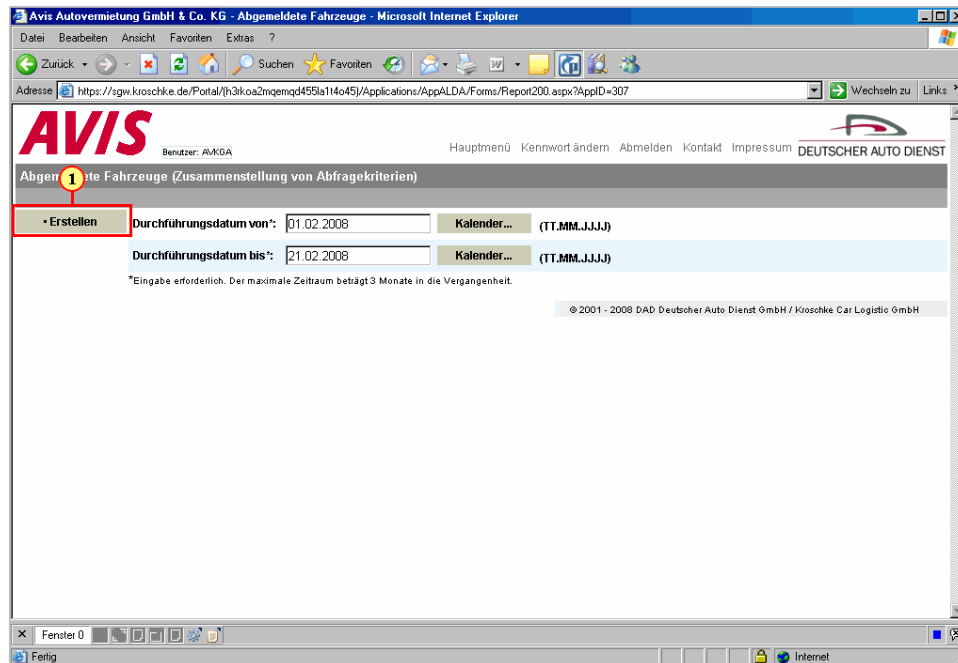 Avis Autovermietung GmbH & Co. KG - Abgemeldete Fahrzeuge - Microsoft Internet Explorer
Datei Bearbeiten Ansicht Favoriten Extras ?
Zurück Suchen Favoriten
Adresse https://sgw.kroschke.de/Portal/(h3rkoa2mqemqd455la1t4o45)/Applications/AppALDA/Forms/Report200.aspx?AppID=307 Wechseln zu Links
AVIS
Benutzer: AVKGA
Hauptmenü Kennwort ändern Abmelden Kontakt Impressum
DEUTSCHER AUTO DIENST
Abgem 1 ete Fahrzeuge (Zusammenstellung von Abfragekriterien)
• Erstellen Durchführungsdatum von*: 01.02.2008 Kalender... (TT.MM.JJJJ)
Durchführungsdatum bis*: 21.02.2008 Kalender... (TT.MM.JJJJ)
*Eingabe erforderlich. Der maximale Zeitraum beträgt 3 Monate in die Vergangenheit.
© 2001 - 2008 DAD Deutscher Auto Dienst GmbH / Kroschke Car Logistic GmbH
Fenster 0
Fertig Internet